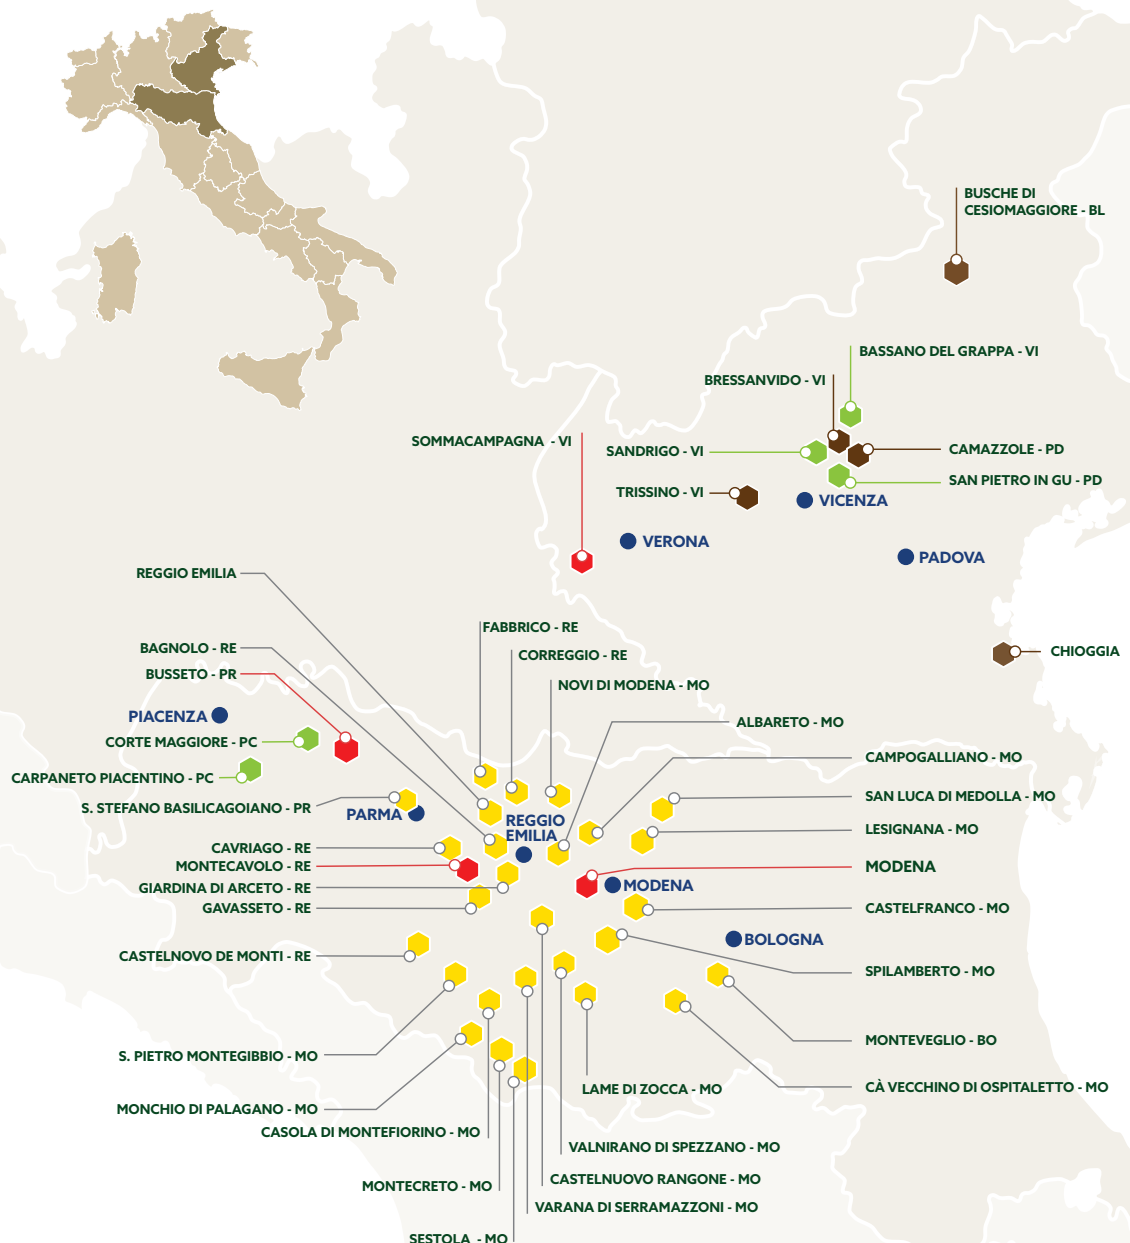 BUSCHE DI
CESIOMAGGIORE - BL
BASSANO DEL GRAPPA - VI
BRESSANVIDO - VI
SOMMACAMPAGNA - VI
SANDRIGO - VI
CAMAZZOLE - PD
SAN PIETRO IN GU - PD
TRISSINO - VI
VICENZA
VERONA
PADOVA
REGGIO EMILIA
FABBRICO - RE
BAGNOLO - RE
CORREGGIO - RE
CHIOGGIA
BUSSETO - PR
NOVI DI MODENA - MO
PIACENZA
ALBARETO - MO
CORTE MAGGIORE - PC
CAMPOGALLIANO - MO
CARPANETO PIACENTINO - PC
SAN LUCA DI MEDOLLA - MO
S. STEFANO BASILICAGOIANO - PR
PARMA
REGGIO
EMILIA
LESIGNANA - MO
CAVRIAGO - RE
MONTECAVOLO - RE
MODENA
GIARDINA DI ARCETO - RE
MODENA
GAVASSETO - RE
CASTELFRANCO - MO
BOLOGNA
CASTELNOVO DE MONTI - RE
SPILAMBERTO - MO
MONTEVEGLIO - BO
S. PIETRO MONTEGIBBIO - MO
LAME DI ZOCCA - MO
CÀ VECCHINO DI OSPITALETTO - MO
MONCHIO DI PALAGANO - MO
CASOLA DI MONTEFIORINO - MO
VALNIRANO DI SPEZZANO - MO
CASTELNUOVO RANGONE - MO
MONTECRETO - MO
VARANA DI SERRAMAZZONI - MO
SESTOLA - MO